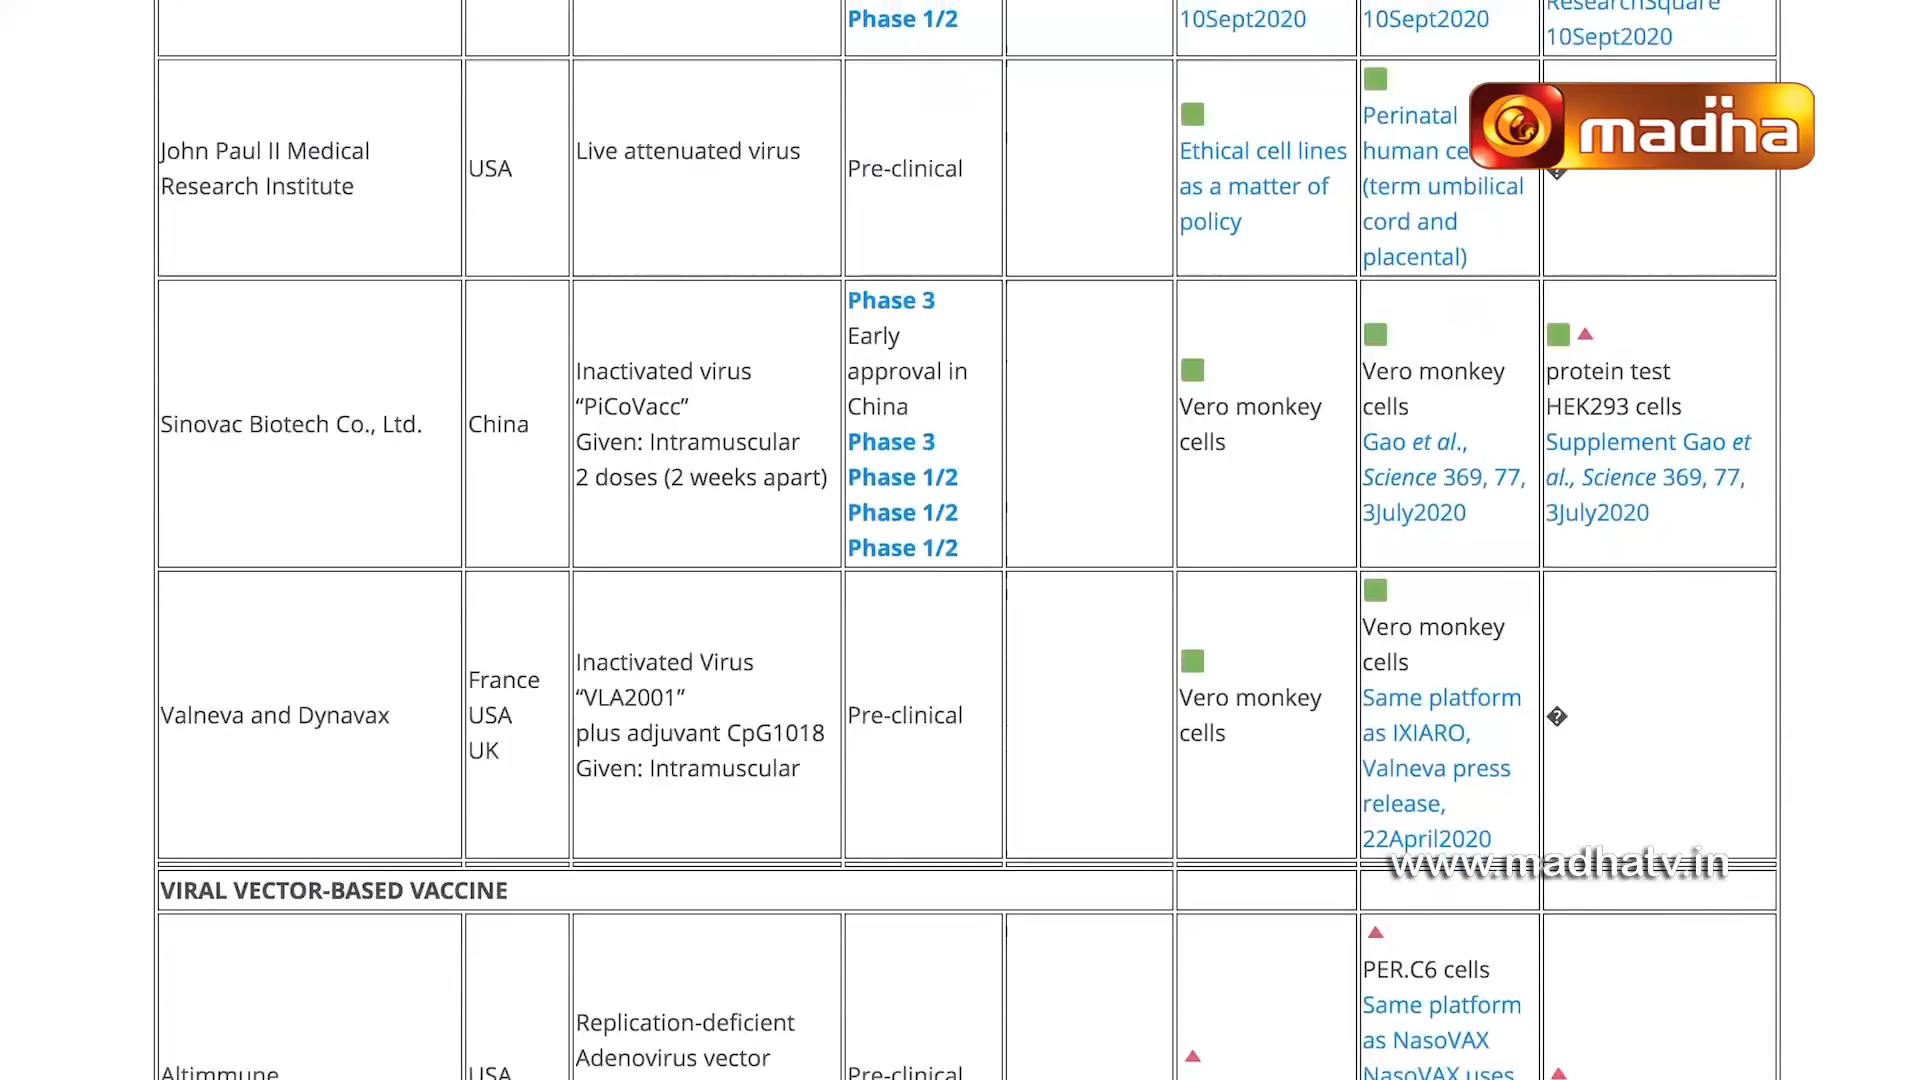 Phase 1/2
10Sept2020
10Sept2020
ResearchSquare
10Sept2020
John Paul II Medical
Research Institute
USA
Live attenuated virus
Pre-clinical
Ethical cell lines
as a matter of
policy
Perinatal
human ce
(term umbilical
cord and
placental)
madha
Sinovac Biotech Co., Ltd.
China
Inactivated virus
“PiCoVacc”
Given: Intramuscular
2 doses (2 weeks apart)
Phase 3
Early
approval in
China
Phase 3
Phase 1/2
Phase 1/2
Phase 1/2
Vero monkey
cells
Vero monkey
cells
Gao et al.,
Science 369, 77,
3July2020
protein test
HEK293 cells
Supplement Gao et
al., Science 369, 77,
3July2020
Valneva and Dynavax
France
USA
UK
Inactivated Virus
“VLA2001”
plus adjuvant CpG1018
Given: Intramuscular
Pre-clinical
Vero monkey
cells
Vero monkey
cells
Same platform
as IXIARO,
Valneva press
release,
22April2020
�
www.madhatv.in
VIRAL VECTOR-BASED VACCINE
Altimmune
USA
Replication-deficient
Adenovirus vector
Pre-clinical
PER.C6 cells
Same platform
as NasoVAX
NasoVAX uses